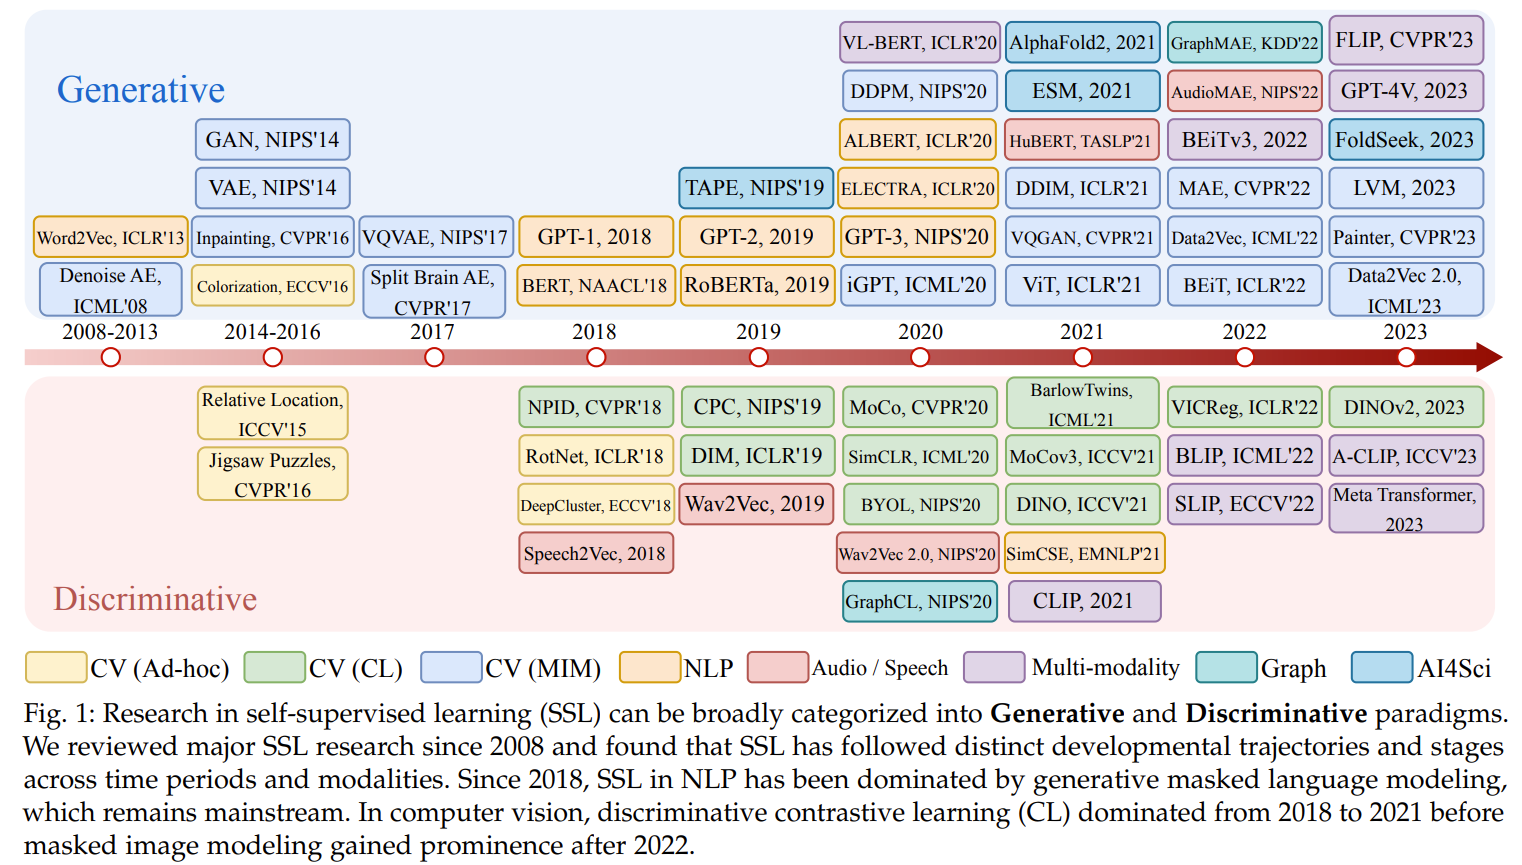 Generative
VL-BERT, ICLR'20
AlphaFold2, 2021
GraphMAE, KDD'22
FLIP, CVPR'23
DDPM, NIPS'20
ESM, 2021
AudioMAE, NIPS'22
GPT-4V, 2023
GAN, NIPS'14
ALBERT, ICLR'20
HuBERT, TASLP'21
BEiTv3, 2022
FoldSeek, 2023
VAE, NIPS'14
TAPE, NIPS'19
ELECTRA, ICLR'20
DDIM, ICLR'21
MAE, CVPR'22
LVM, 2023
Word2Vec, ICLR'13
Inpainting, CVPR'16
VQVAE, NIPS'17
GPT-1, 2018
GPT-2, 2019
GPT-3, NIPS'20
VQGAN, CVPR'21
Data2Vec, ICML'22
Painter, CVPR'23
Denoise AE,
ICML'08
Colorization, ECCV'16
Split Brain AE,
CVPR'17
BERT, NAACL'18
RoBERTa, 2019
iGPT, ICML'20
ViT, ICLR'21
BEiT, ICLR'22
Data2Vec 2.0,
ICML'23
2008-2013
2014-2016
2017
2018
2019
2020
2021
2022
2023
Relative Location,
ICCV'15
NPID, CVPR'18
CPC, NIPS'19
MoCo, CVPR'20
BarlowTwins,
ICML'21
VICReg, ICLR'22
DINOv2, 2023
Jigsaw Puzzles,
CVPR'16
RotNet, ICLR'18
DIM, ICLR'19
SimCLR, ICML'20
MoCov3, ICCV'21
BLIP, ICML'22
A-CLIP, ICCV'23
DeepCluster, ECCV'18
Wav2Vec, 2019
BYOL, NIPS'20
DINO, ICCV'21
SLIP, ECCV'22
Meta Transformer,
2023
Speech2Vec, 2018
Wav2Vec 2.0, NIPS'20
SimCSE, EMNLP'21
GraphCL, NIPS'20
CLIP, 2021
Discriminative
CV (Ad-hoc)
CV (CL)
CV (MIM)
NLP
Audio / Speech
Multi-modality
Graph
AI4Sci
Fig. 1: Research in self-supervised learning (SSL) can be broadly categorized into Generative and Discriminative paradigms.
We reviewed major SSL research since 2008 and found that SSL has followed distinct developmental trajectories and stages
across time periods and modalities. Since 2018, SSL in NLP has been dominated by generative masked language modeling,
which remains mainstream. In computer vision, discriminative contrastive learning (CL) dominated from 2018 to 2021 before
masked image modeling gained prominence after 2022.